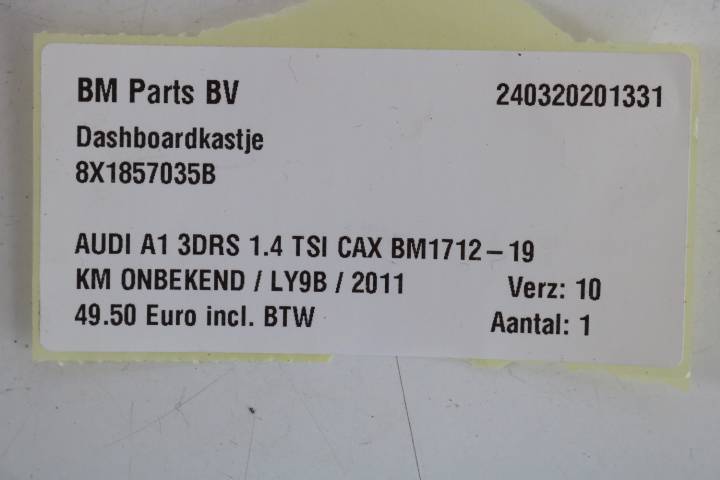 BM Parts BV 240320201331
Dashboardkastje
8X1857035B
AUDI A1 3DRS 1.4 TSI CAX BM1712-19
KM ONBEKEND / LY9B / 2011 Verz: 10
49.50 Euro incl. BTW Aantal: 1